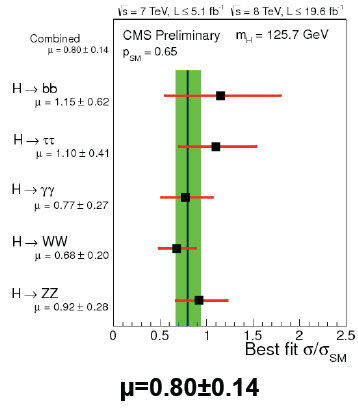 √s = 7 TeV, L ≤ 5.1 fb⁻¹ √s = 8 TeV, L ≤ 19.6 fb⁻¹
Combined
μ = 0.80 ± 0.14
CMS Preliminary m_H = 125.7 GeV
p_SM = 0.65
H → bb
μ = 1.15 ± 0.62
H → ττ
μ = 1.10 ± 0.41
H → γγ
μ = 0.77 ± 0.27
H → WW
μ = 0.68 ± 0.20
H → ZZ
μ = 0.92 ± 0.28
0 0.5 1 1.5 2 2.5
Best fit σ/σ_SM
μ=0.80±0.14